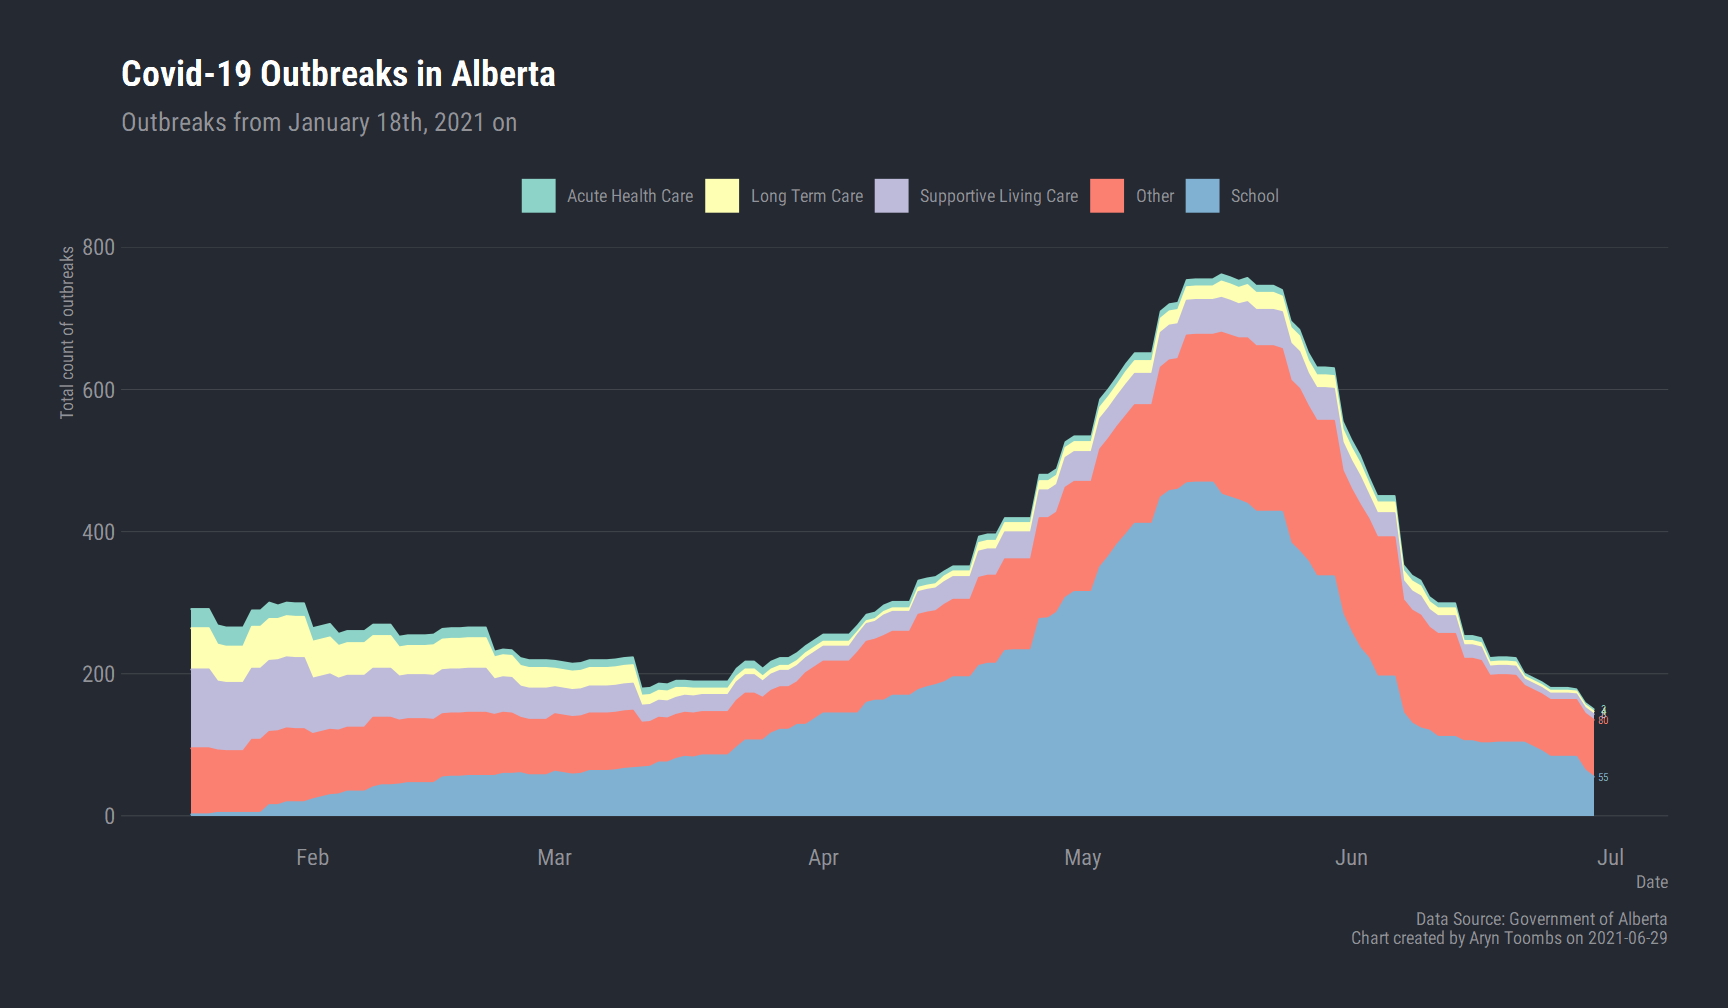 Covid-19 Outbreaks in Alberta
Outbreaks from January 18th, 2021 on
Acute Health Care
Long Term Care
Supportive Living Care
Other
School
Total count of outbreaks
800
600
400
200
0
80
55
Feb
Mar
Apr
May
Jun
Jul
Date
Data Source: Government of Alberta
Chart created by Aryn Toombs on 2021-06-29